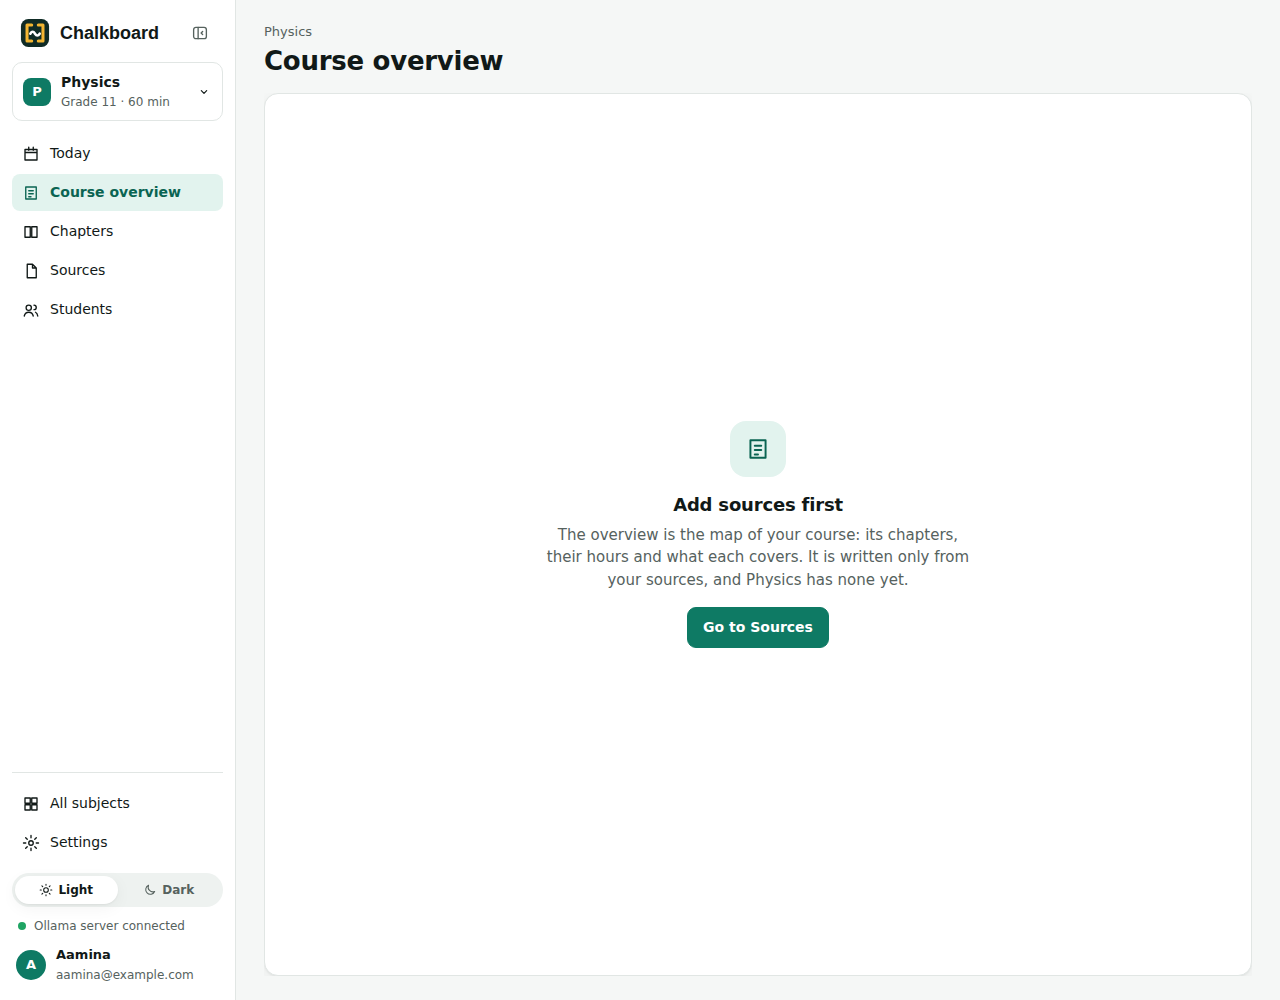 Chalkboard
P
Physics
Grade 11 · 60 min
Today
Course overview
Chapters
Sources
Students
All subjects
Settings
Light
Dark
Ollama server connected
A
Aamina
aamina@example.com
Physics
Course overview
Add sources first
The overview is the map of your course: its chapters,
their hours and what each covers. It is written only from
your sources, and Physics has none yet.
Go to Sources